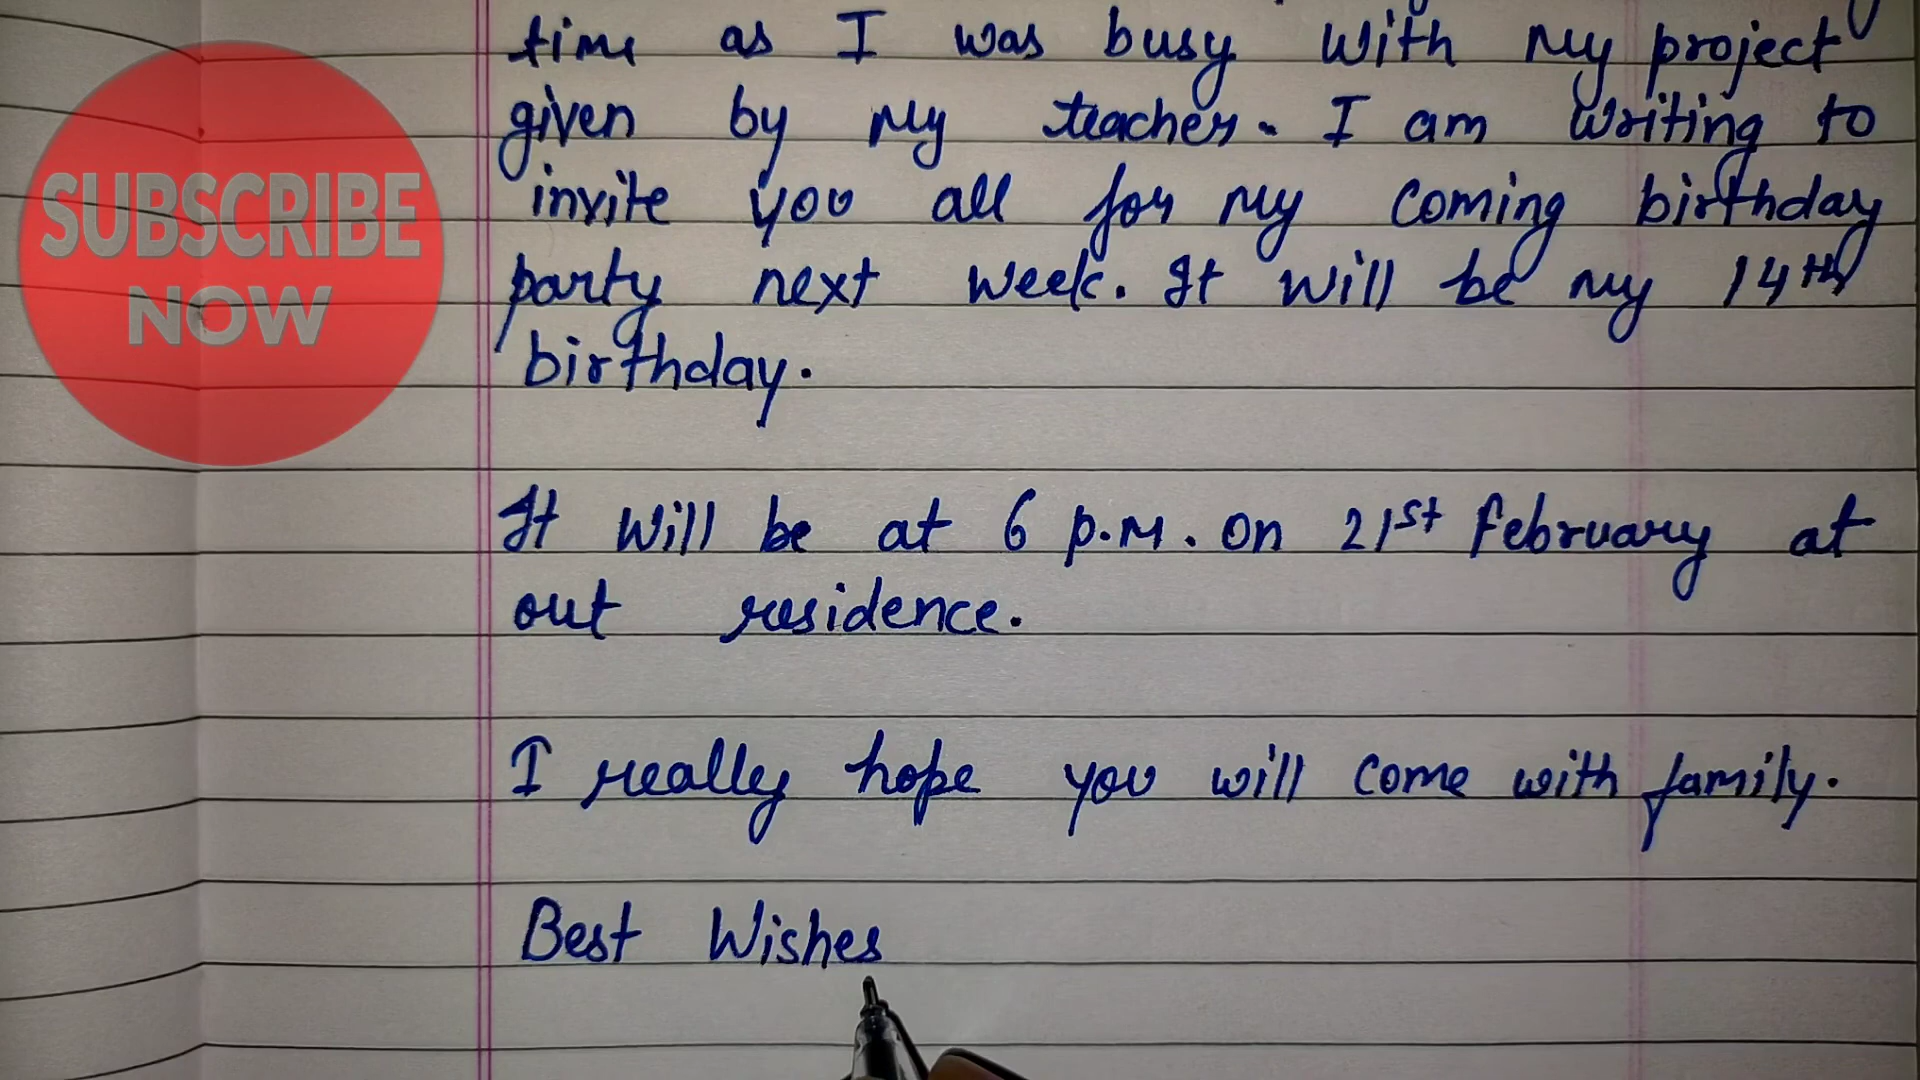 SUBSCRIBE
NOW
time as I was busy with my project
given by my teacher. I am writing to
invite you all for my coming birthday
party next week. It will be my 14th
birthday.
It will be at 6 p.m. on 21st February at
out residence.
I really hope you will come with family.
Best Wishes